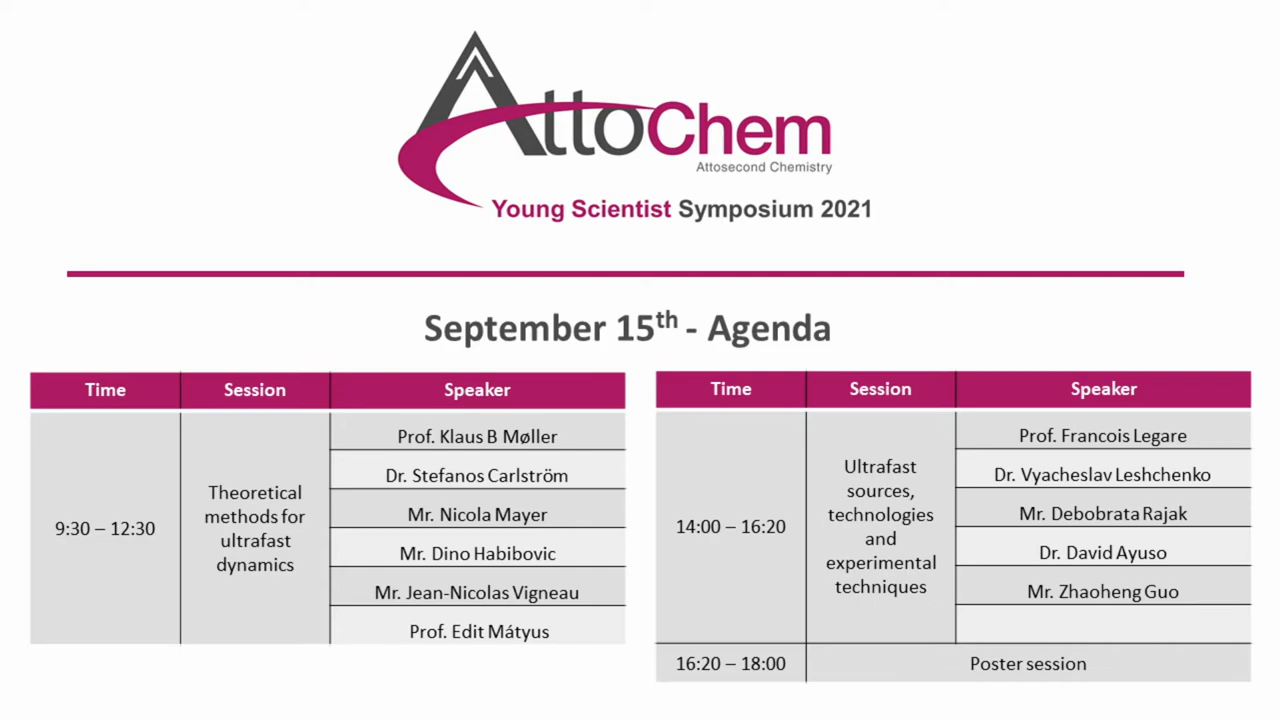 AttoChem
Attosecond Chemistry
Young Scientist Symposium 2021
September 15th - Agenda
Time Session Speaker
9:30 – 12:30
Theoretical
methods for
ultrafast
dynamics
Prof. Klaus B Møller
Dr. Stefanos Carlström
Mr. Nicola Mayer
Mr. Dino Habibovic
Mr. Jean-Nicolas Vigneau
Prof. Edit Mátyus
Time Session Speaker
14:00 – 16:20
Ultrafast
sources,
technologies
and
experimental
techniques
Prof. Francois Legare
Dr. Vyacheslav Leshchenko
Mr. Debobrata Rajak
Dr. David Ayuso
Mr. Zhaoheng Guo
16:20 – 18:00 Poster session